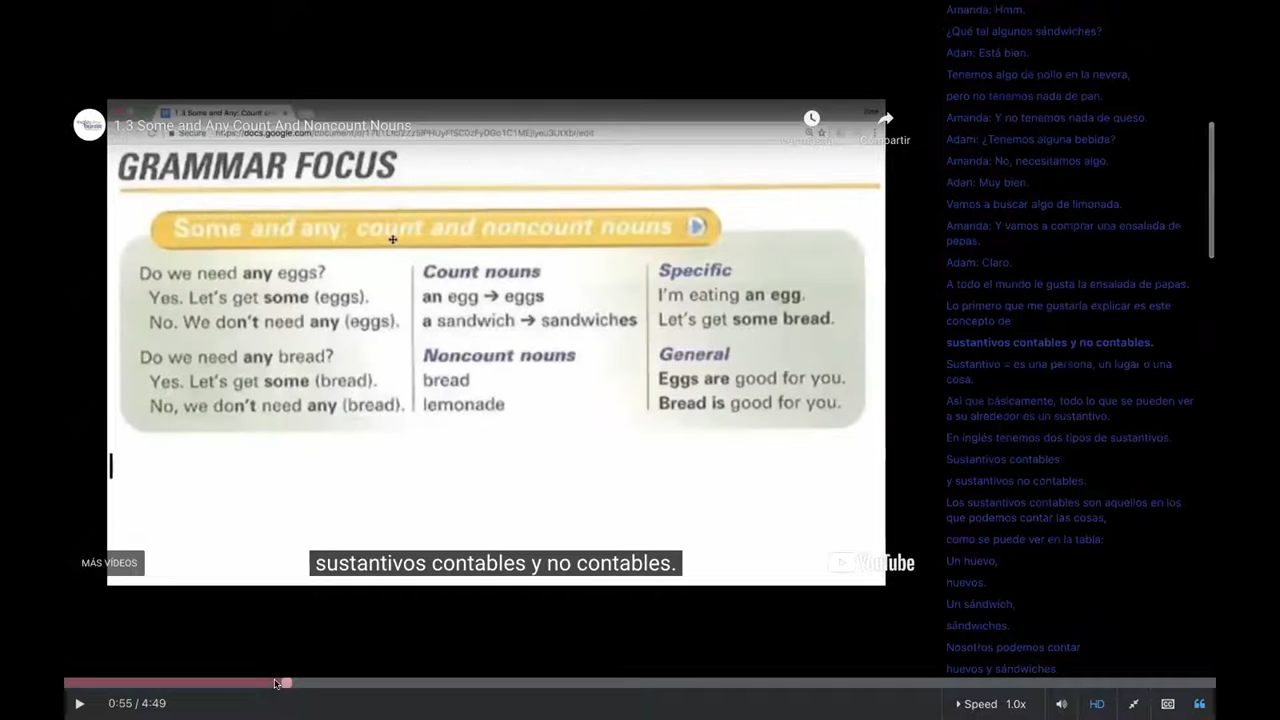 1.3 Some and Any; Count
1.3 Some and Any Count And Noncount Nouns
Compartir
GRAMMAR FOCUS
Some and any; count and noncount nouns
Do we need any eggs?
Yes. Let's get some (eggs).
No. We don't need any (eggs).
Do we need any bread?
Yes. Let's get some (bread).
No, we don't need any (bread).
Count nouns
an egg → eggs
a sandwich → sandwiches
Noncount nouns
bread
lemonade
Specific
I'm eating an egg.
Let's get some bread.
General
Eggs are good for you.
Bread is good for you.
MÁS VÍDEOS
sustantivos contables y no contables.
YouTube
Amanda: Hmm.
¿Qué tal algunos sándwiches?
Adam: Está bien.
Tenemos algo de pollo en la nevera,
pero no tenemos nada de pan.
Amanda: Y no tenemos nada de queso.
Adam: ¿Tenemos alguna bebida?
Amanda: No, necesitamos algo.
Adan: Muy bien.
Vamos a buscar algo de limonada.
Amanda: Y vamos a comprar una ensalada de
papas.
Adam: Claro.
A todo el mundo le gusta la ensalada de papas.
Lo primero que me gustaría explicar es este
concepto de
sustantivos contables y no contables.
Sustantivo = es una persona, un lugar o una
cosa.
Asi que básicamente, todo lo que se pueden ver
a su alrededor es un sustantivo.
En inglés tenemos dos tipos de sustantivos.
Sustantivos contables
y sustantivos no contables.
Los sustantivos contables son aquellos en los
que podemos contar las cosas,
como se puede ver en la tabla:
Un huevo,
huevos.
Un sándwich,
sándwiches.
Nosotros podemos contar
huevos y sándwiches
0:55 / 4:49
Speed 1.0x
HD
CC